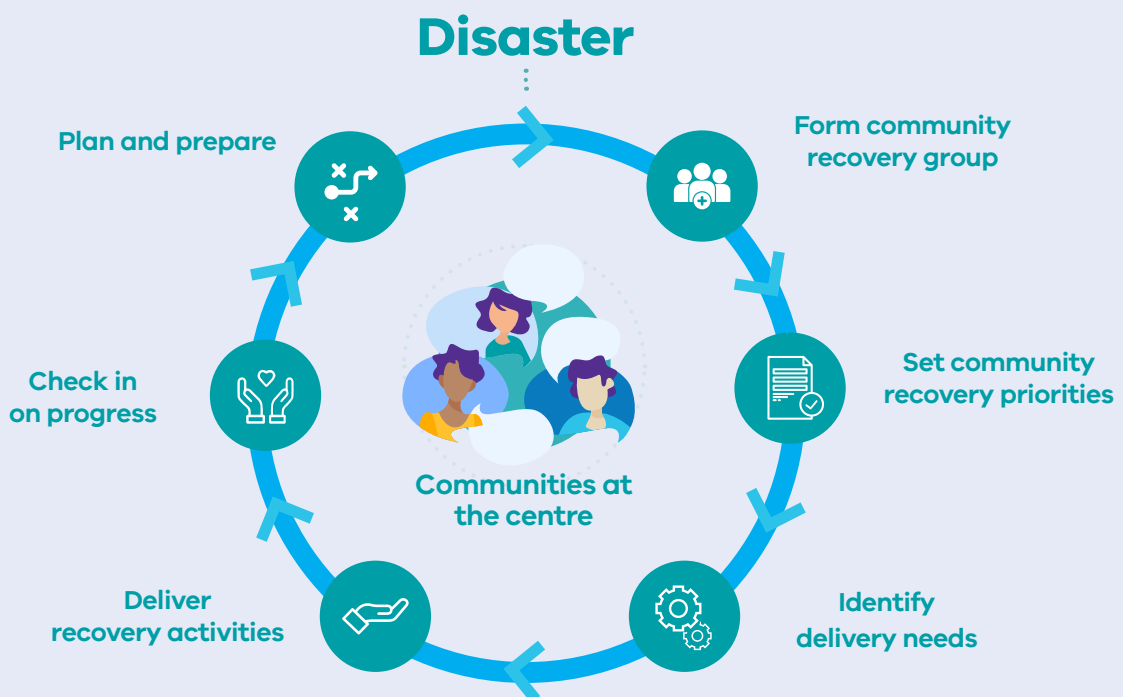 Disaster
Plan and prepare
Form community
recovery group
Set community
recovery priorities
Identify
delivery needs
Deliver
recovery activities
Check in
on progress
Communities at
the centre